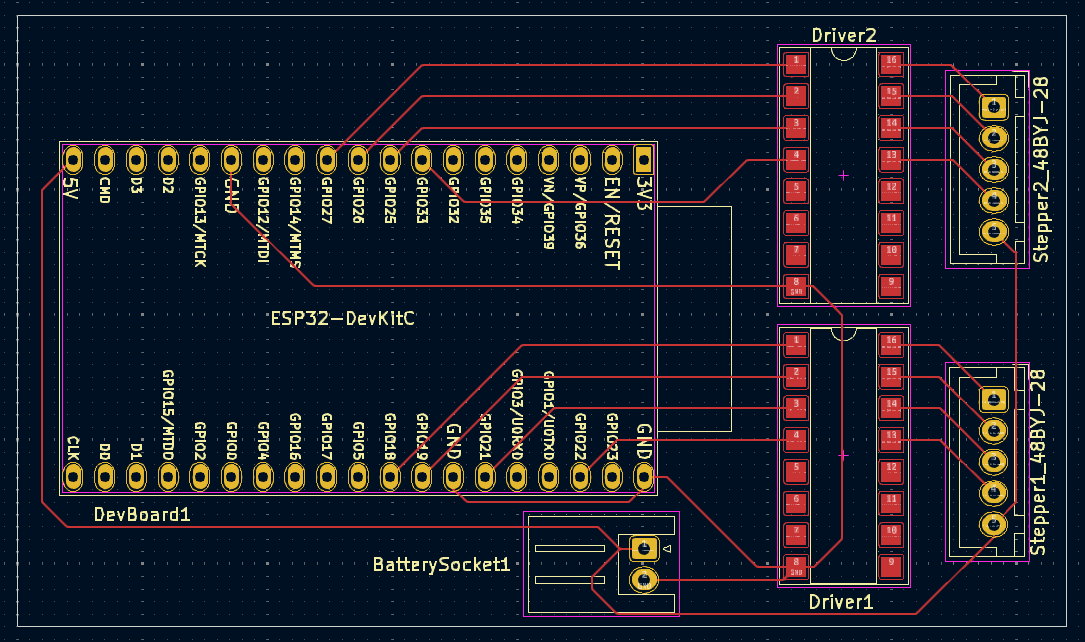 Driver2
1
2
3
4
5
6
7
8
GND
16
15
14
13
12
11
10
9
Stepper2_48BYJ-28
5V
CMD
D3
D2
GPIO13/MTCK
GND
GPIO12/MTDI
GPIO14/MTMS
GPIO27
GPIO26
GPIO25
GPIO33
GPIO32
GPIO35
GPIO34
VN/GPIO39
VP/GPIO36
EN/RESET
3V3
ESP32-DevKitC
CLK
D0
D1
GPIO15/MTDO
GPIO2
GPIO0
GPIO4
GPIO16
GPIO17
GPIO5
GPIO18
GPIO19
GND
GPIO21
GPIO3/U0RXD
GPIO1/U0TXD
GPIO22
GPIO23
GND
DevBoard1
1
2
3
4
5
6
7
8
GND
16
15
14
13
12
11
10
9
Driver1
Stepper1_48BYJ-28
BatterySocket1